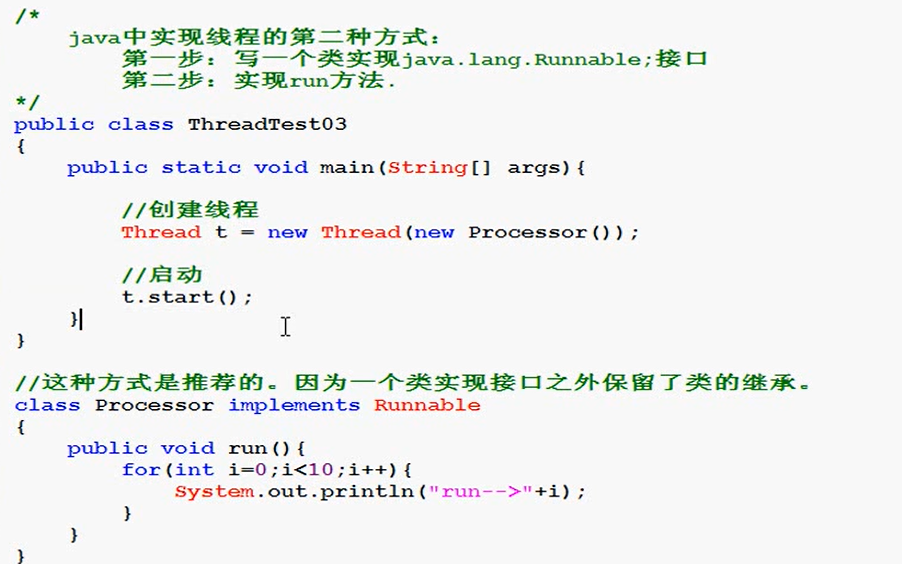 /*
    java中实现线程的第二种方式：
        第一步：写一个类实现java.lang.Runnable;接口
        第二步：实现run方法.
*/
public class ThreadTest03
{
    public static void main(String[] args){
        //创建线程
        Thread t = new Thread(new Processor());
        //启动
        t.start();
    }
}
//这种方式是推荐的。因为一个类实现接口之外保留了类的继承。
class Processor implements Runnable
{
    public void run(){
        for(int i=0;i<10;i++){
            System.out.println("run-->"+i);
        }
    }
}